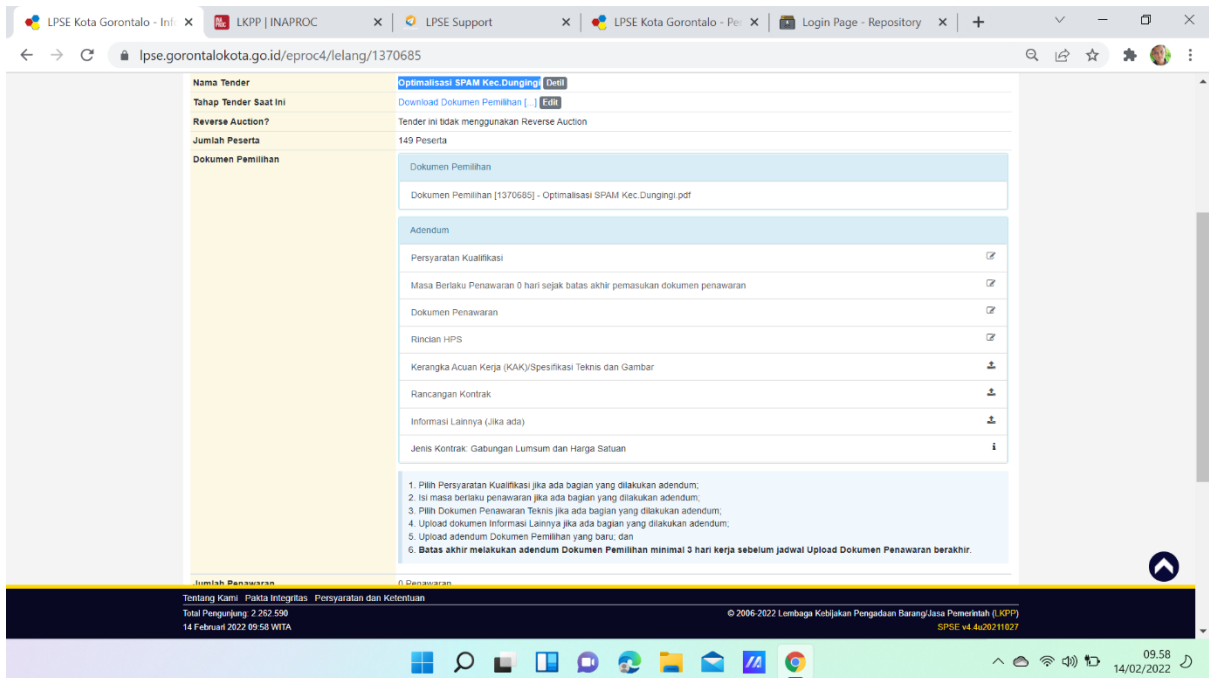 LPSE Kota Gorontalo - Inf
LKPP | INAPROC
LPSE Support
LPSE Kota Gorontalo - Pe
Login Page - Repository
lpse.gorontalokota.go.id/eproc4/lelang/1370685
Nama Tender Optimalisasi SPAM Kec.Dungingi Detil
Tahap Tender Saat Ini Download Dokumen Pemilihan [...] Edit
Reverse Auction? Tender ini tidak menggunakan Reverse Auction
Jumlah Peserta 149 Peserta
Dokumen Pemilihan
Dokumen Pemilihan
Dokumen Pemilihan [1370685] - Optimalisasi SPAM Kec.Dungingi.pdf
Adendum
Persyaratan Kualifikasi
Masa Berlaku Penawaran 0 hari sejak batas akhir pemasukan dokumen penawaran
Dokumen Penawaran
Rincian HPS
Kerangka Acuan Kerja (KAK)/Spesifikasi Teknis dan Gambar
Rancangan Kontrak
Informasi Lainnya (Jika ada)
Jenis Kontrak: Gabungan Lumsum dan Harga Satuan
1. Pilih Persyaratan Kualifikasi jika ada bagian yang dilakukan adendum;
2. Isi masa berlaku penawaran jika ada bagian yang dilakukan adendum;
3. Pilih Dokumen Penawaran Teknis jika ada bagian yang dilakukan adendum;
4. Upload dokumen Informasi Lainnya jika ada bagian yang dilakukan adendum;
5. Upload adendum Dokumen Pemilihan yang baru; dan
6. Batas akhir melakukan adendum Dokumen Pemilihan minimal 3 hari kerja sebelum jadwal Upload Dokumen Penawaran berakhir.
Jumlah Penawaran 0 Penawaran
Tentang Kami Pakta Integritas Persyaratan dan Ketentuan
Total Pengunjung: 2.262.590
© 2006-2022 Lembaga Kebijakan Pengadaan Barang/Jasa Pemerintah (LKPP)
14 Februari 2022 09:58 WITA
SPSE v4.4u20211027
09.58
14/02/2022